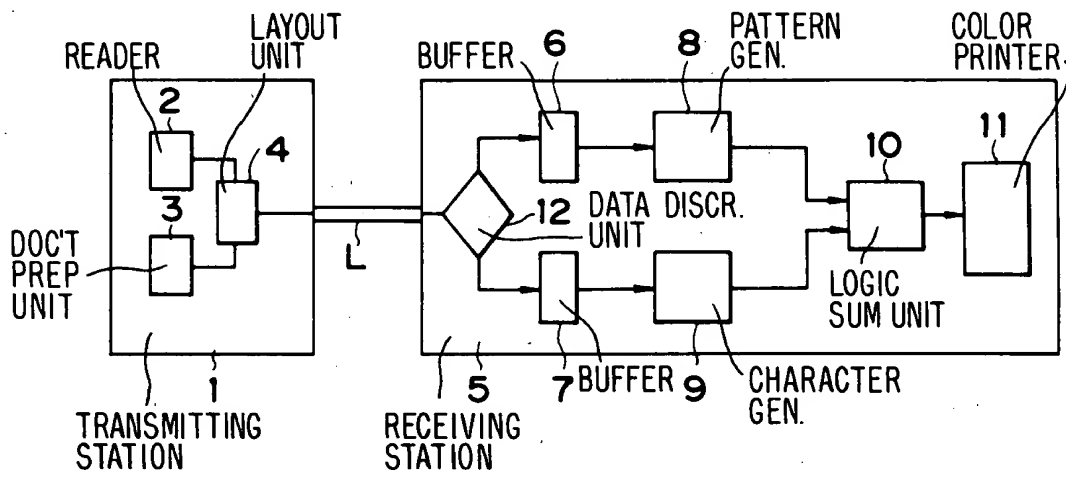 READER
LAYOUT
UNIT
2
4
3
DOC'T
PREP
UNIT
1
TRANSMITTING
STATION
L
BUFFER
6
8
PATTERN
GEN.
COLOR
PRINTER
12
DATA DISCR.
UNIT
10
11
LOGIC
SUM UNIT
5
7
BUFFER
9
CHARACTER
GEN.
RECEIVING
STATION